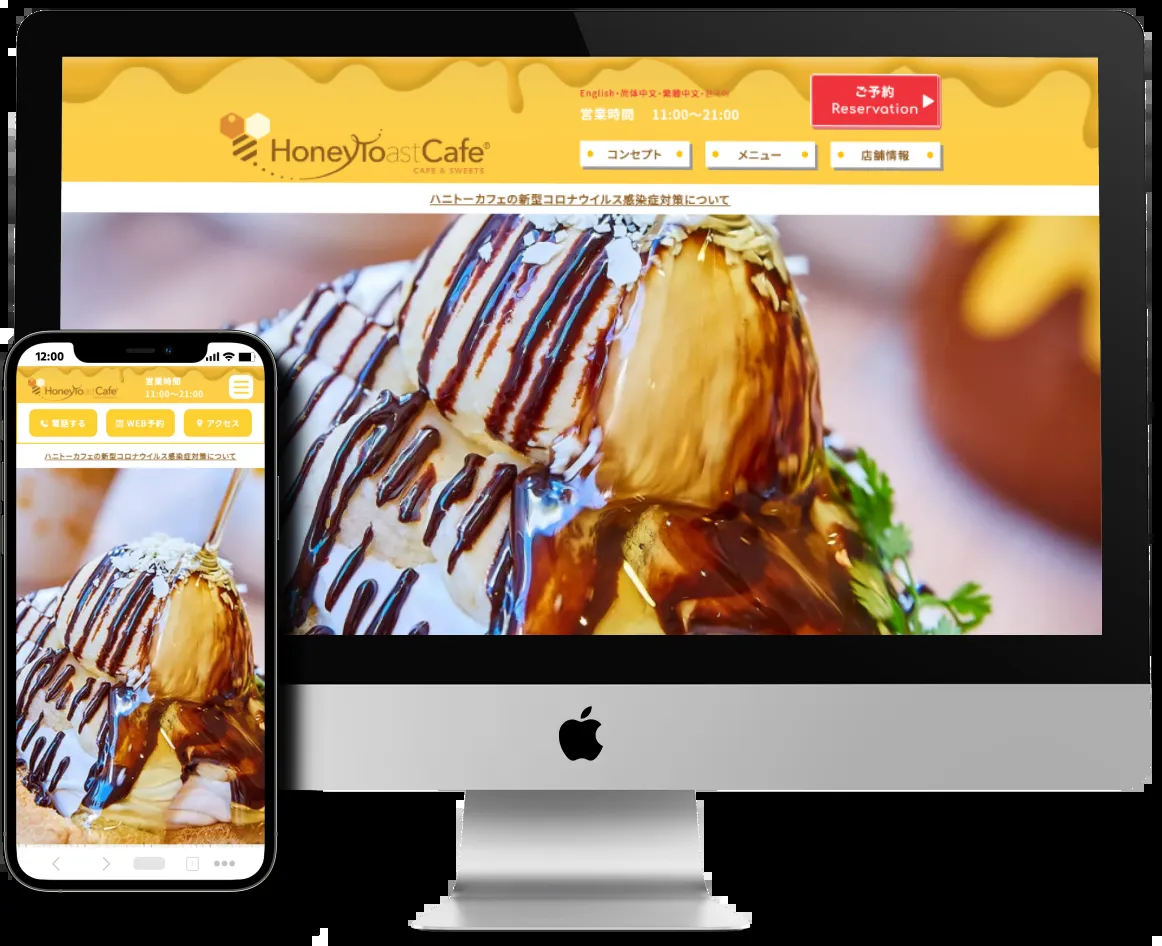 English・简体中文・繁體中文・한국어
営業時間 11:00～21:00
ご予約
Reservation
HoneyToastCafe®
CAFE & SWEETS
コンセプト
メニュー
店舗情報
ハニトーカフェの新型コロナウイルス感染症対策について
12:00
HoneyToastCafe
営業時間
11:00～21:00
電話する
WEB予約
アクセス
ハニトーカフェの新型コロナウイルス感染症対策について